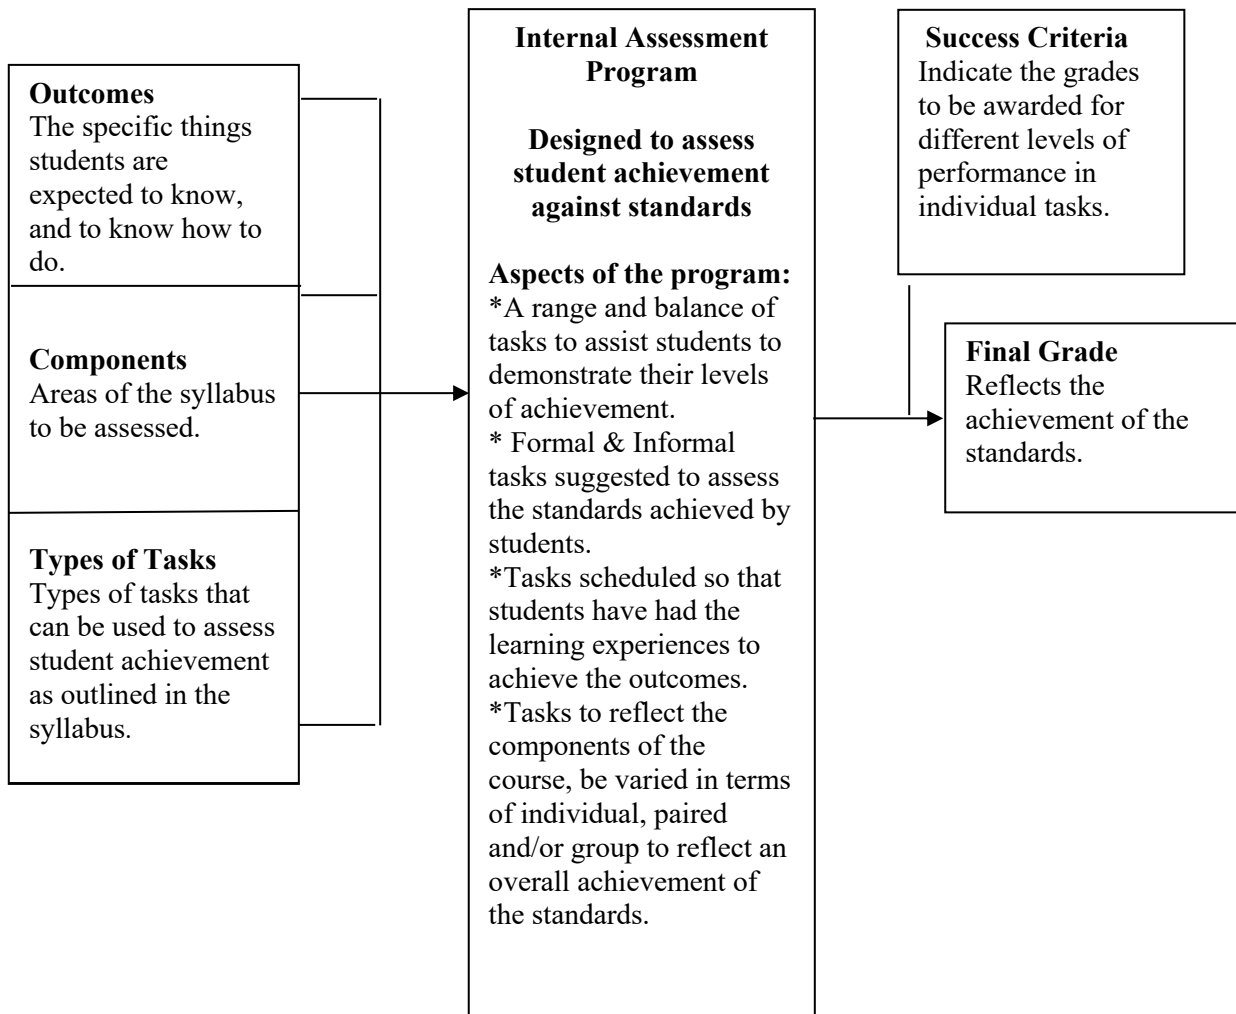 Outcomes
The specific things
students are
expected to know,
and to know how to
do.
Components
Areas of the syllabus
to be assessed.
Types of Tasks
Types of tasks that
can be used to assess
student achievement
as outlined in the
syllabus.
Internal Assessment
Program
Designed to assess
student achievement
against standards
Aspects of the program:
*A range and balance of
tasks to assist students to
demonstrate their levels
of achievement.
* Formal & Informal
tasks suggested to assess
the standards achieved by
students.
*Tasks scheduled so that
students have had the
learning experiences to
achieve the outcomes.
*Tasks to reflect the
components of the
course, be varied in terms
of individual, paired
and/or group to reflect an
overall achievement of
the standards.
Success Criteria
Indicate the grades
to be awarded for
different levels of
performance in
individual tasks.
Final Grade
Reflects the
achievement of the
standards.